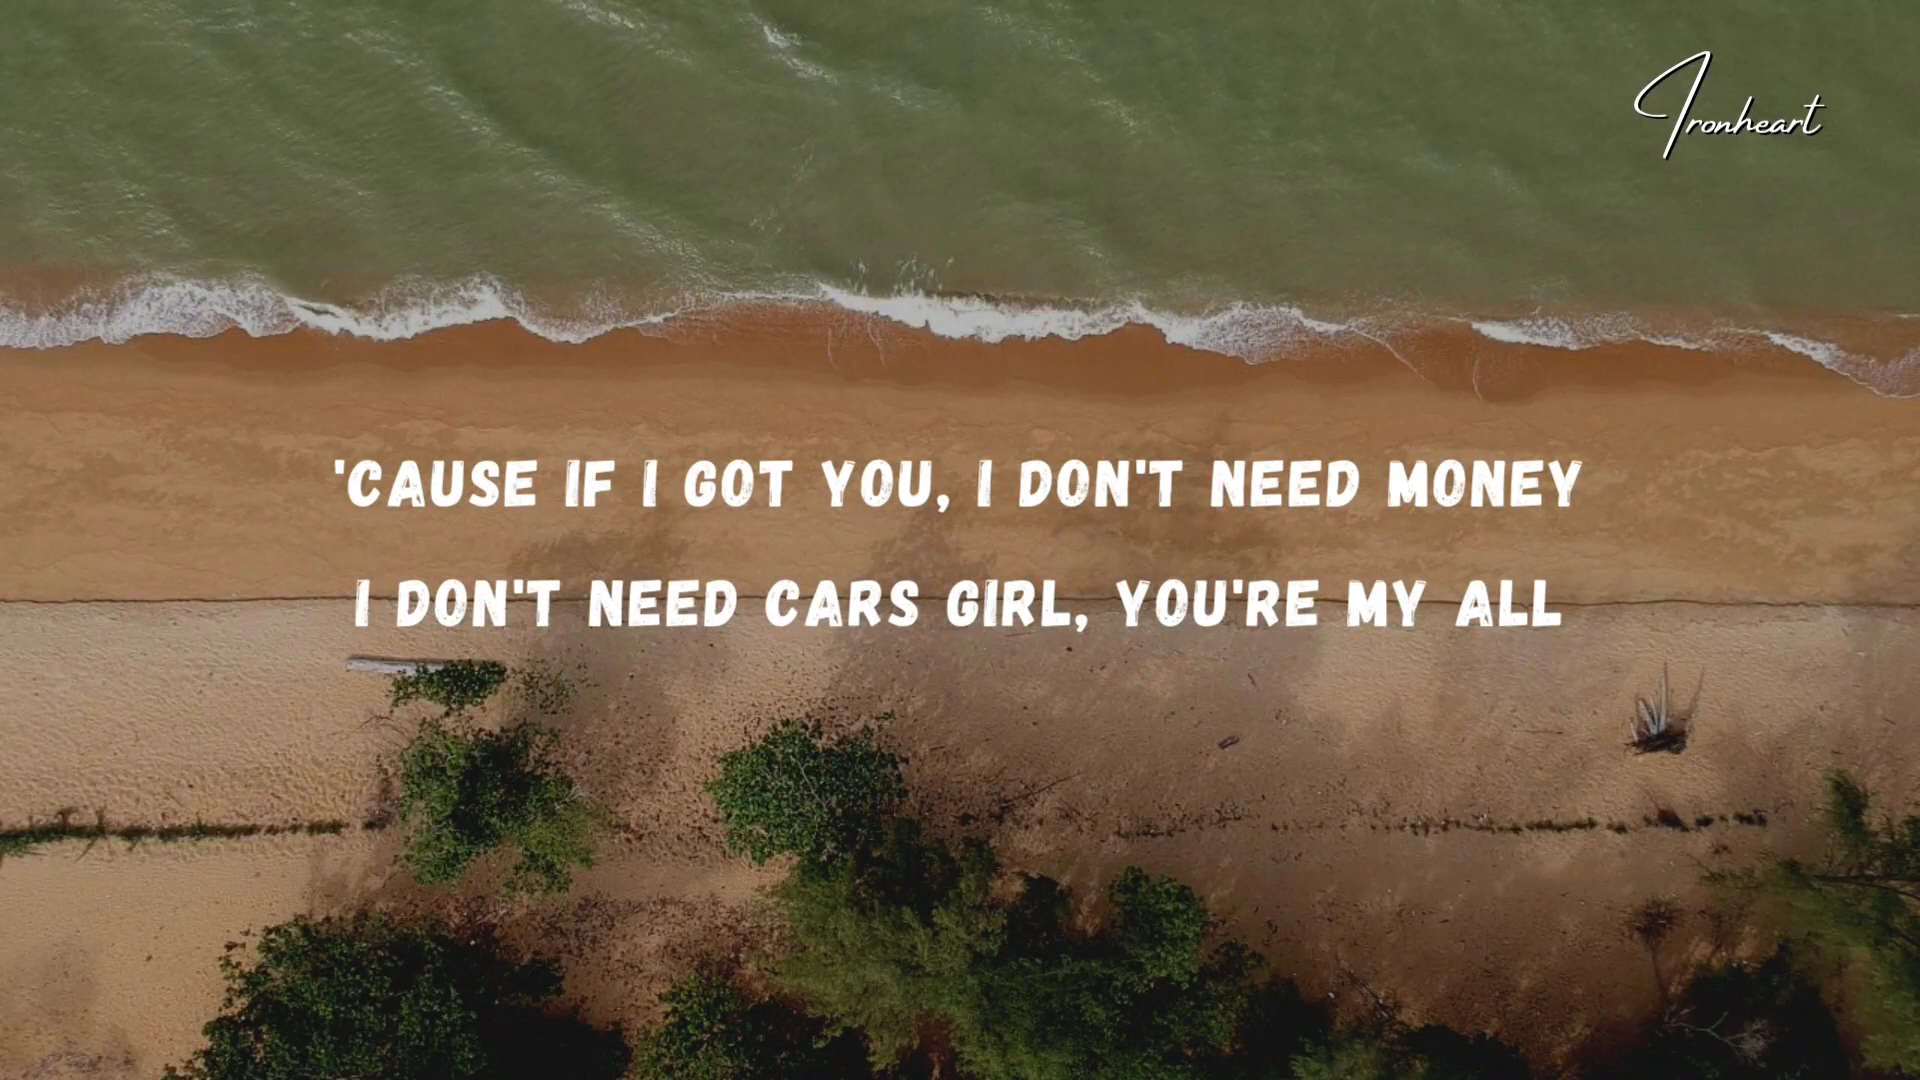 Ironheart
'CAUSE IF I GOT YOU, I DON'T NEED MONEY
I DON'T NEED CARS GIRL, YOU'RE MY ALL